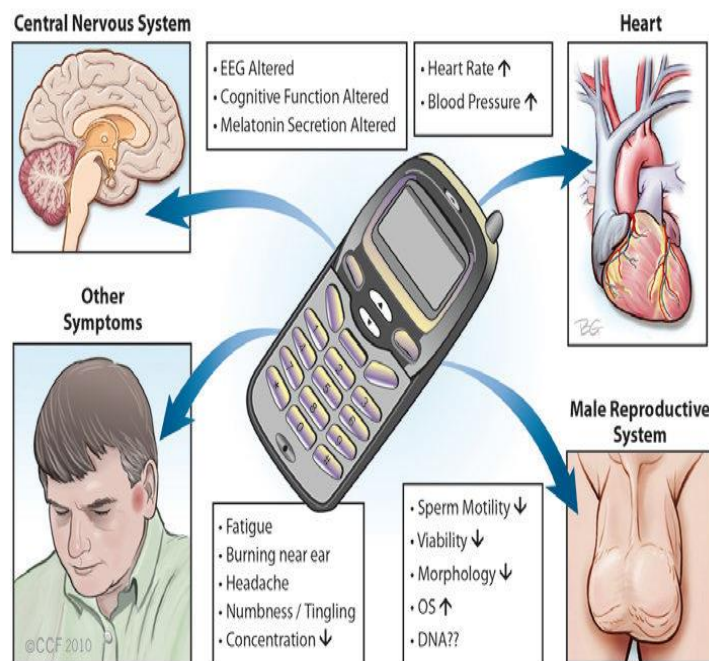 Central Nervous System
• EEG Altered
• Cognitive Function Altered
• Melatonin Secretion Altered
• Heart Rate ↑
• Blood Pressure ↑
Heart
BG
Other
Symptoms
©CCF 2010
• Fatigue
• Burning near ear
• Headache
• Numbness / Tingling
• Concentration ↓
• Sperm Motility ↓
• Viability ↓
• Morphology ↓
• OS ↑
• DNA??
Male Reproductive
System